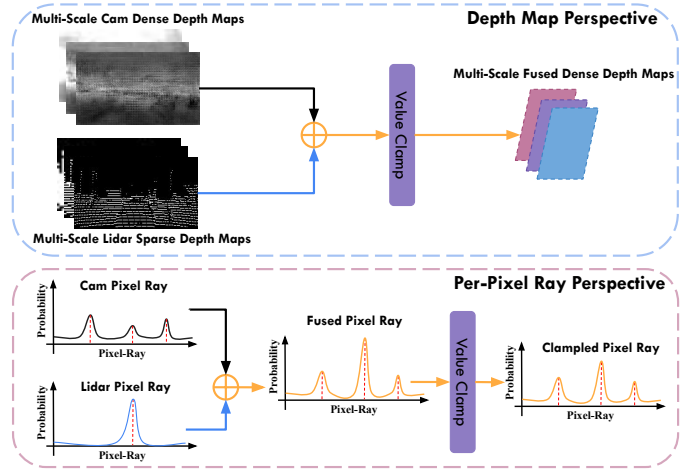 Multi-Scale Cam Dense Depth Maps
Depth Map Perspective
Multi-Scale Fused Dense Depth Maps
Value Clamp
Multi-Scale Lidar Sparse Depth Maps
Per-Pixel Ray Perspective
Cam Pixel Ray
Probability
Pixel-Ray
Lidar Pixel Ray
Probability
Pixel-Ray
Fused Pixel Ray
Probability
Pixel-Ray
Value Clamp
Clampled Pixel Ray
Probability
Pixel-Ray